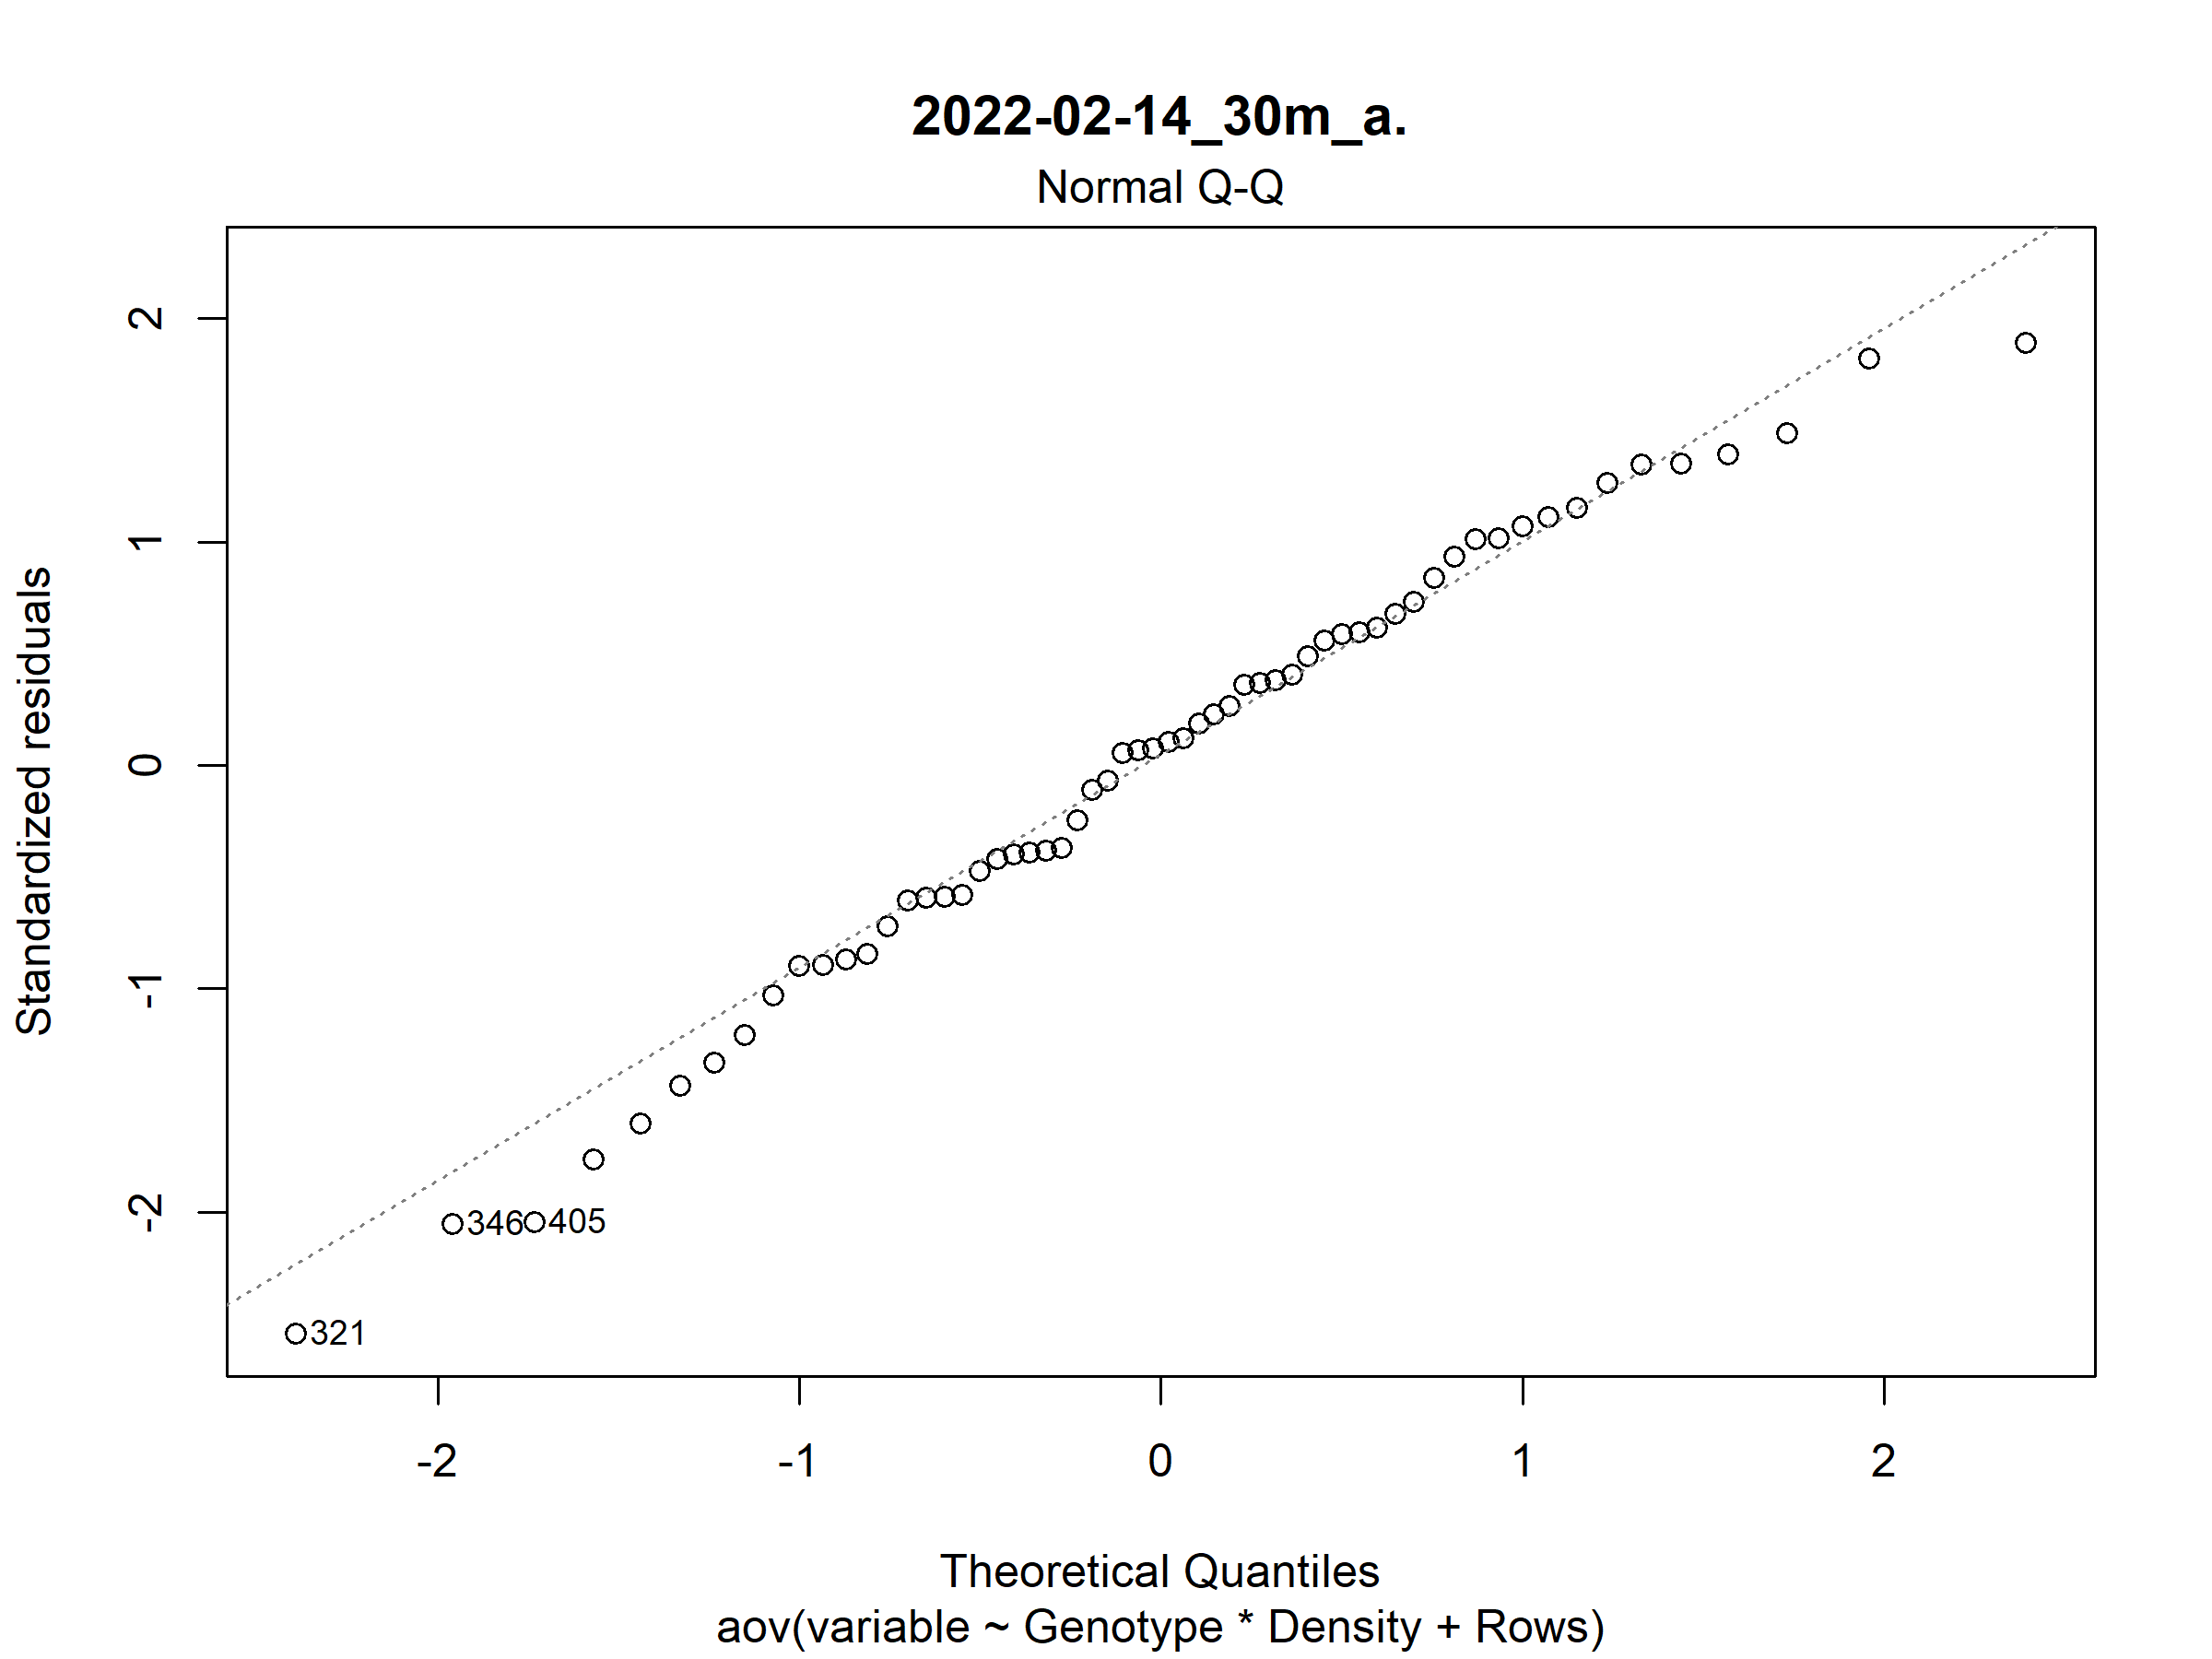 2022-02-14_30m_a.
Normal Q-Q
Standardized residuals
2
1
0
-1
-2
346
405
321
-2
-1
0
1
2
Theoretical Quantiles
aov(variable ~ Genotype * Density + Rows)